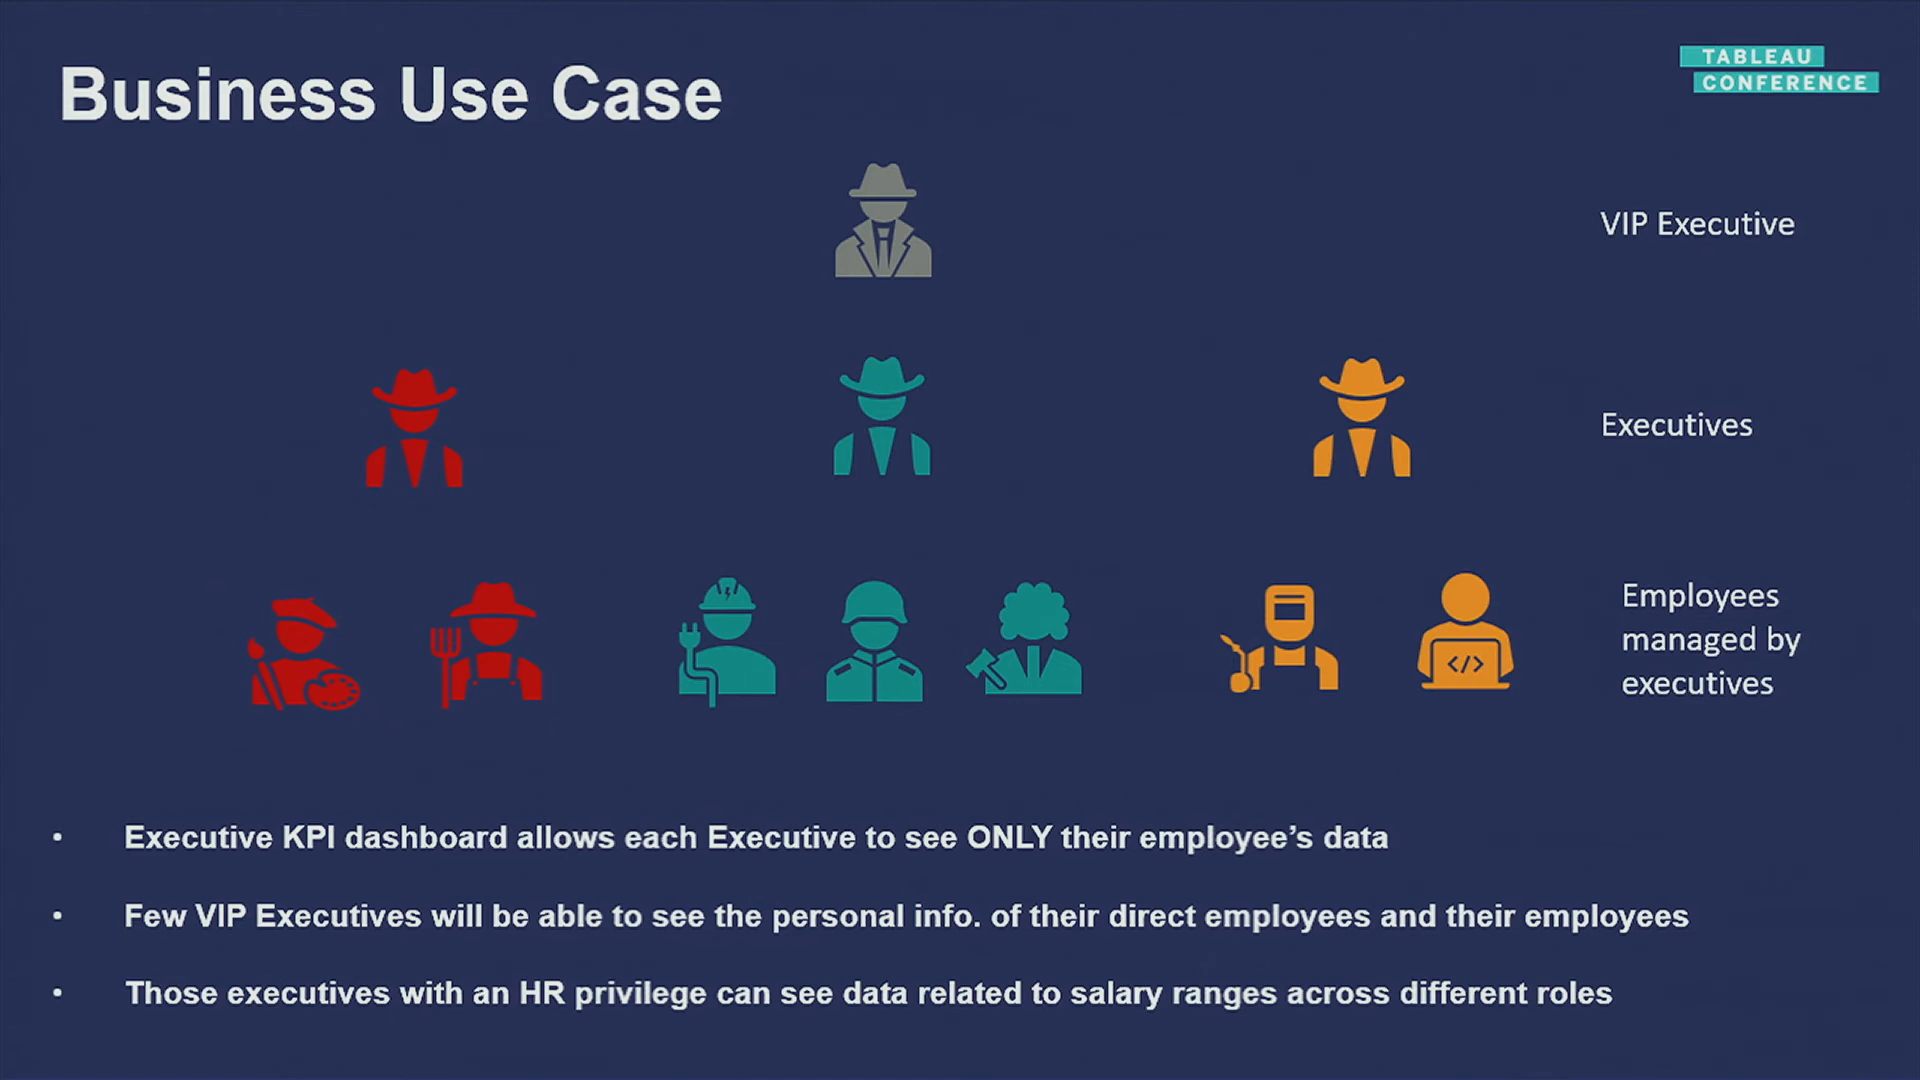 Business Use Case
TABLEAU
CONFERENCE
VIP Executive
Executives
Employees
managed by
executives
</>
• Executive KPI dashboard allows each Executive to see ONLY their employee’s data
• Few VIP Executives will be able to see the personal info. of their direct employees and their employees
• Those executives with an HR privilege can see data related to salary ranges across different roles